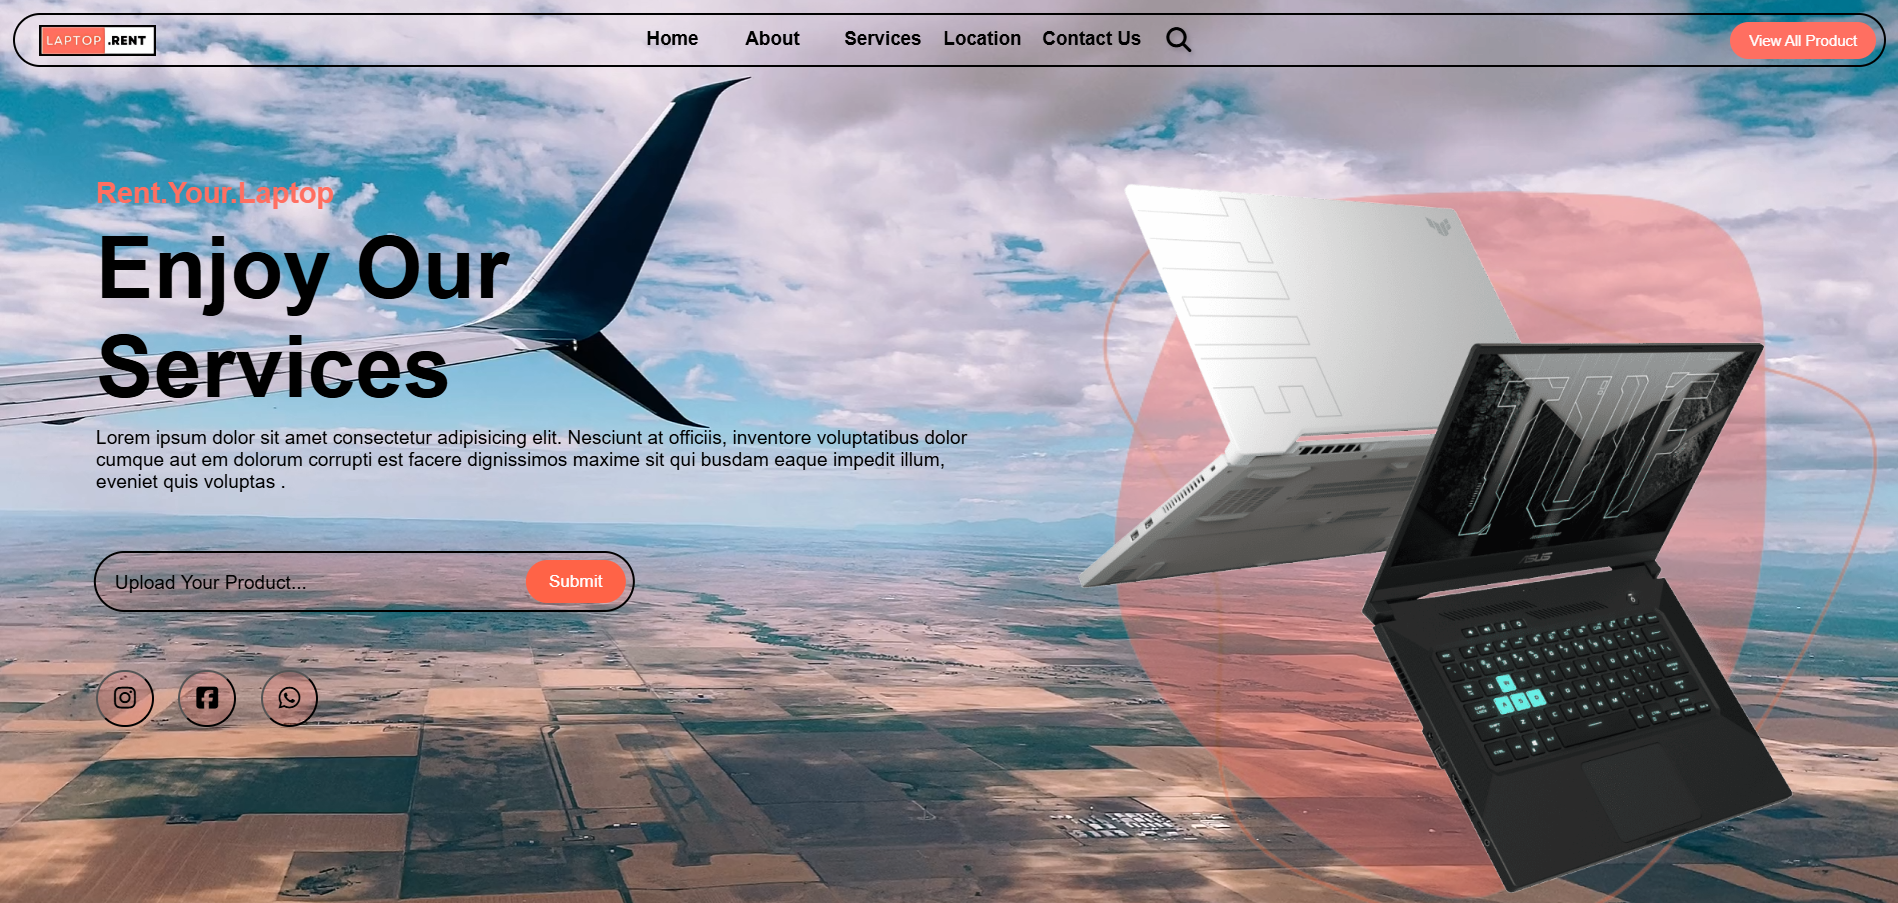 LAPTOP .RENT
Home About Services Location Contact Us
View All Product
Rent.Your.Laptop
Enjoy Our
Services
Lorem ipsum dolor sit amet consectetur adipisicing elit. Nesciunt at officiis, inventore voluptatibus dolor
cumque aut em dolorum corrupti est facere dignissimos maxime sit qui busdam eaque impedit illum,
eveniet quis voluptas .
Upload Your Product...
Submit
TUF
TUF
ASUS